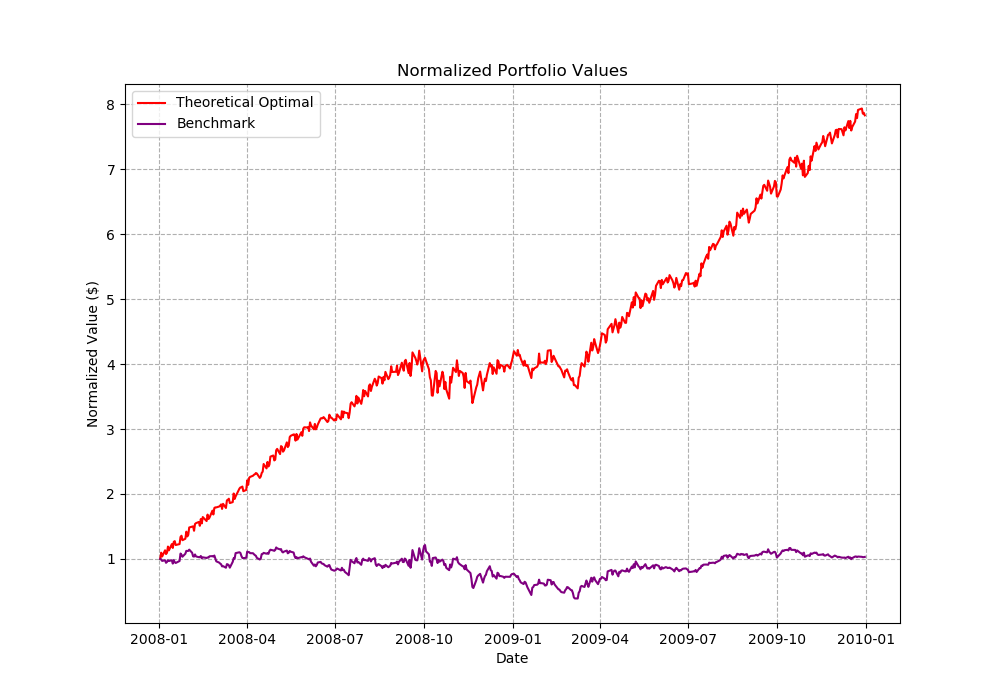 Normalized Portfolio Values
Theoretical Optimal
Benchmark
8
7
6
5
4
3
2
1
Normalized Value ($)
2008-01 2008-04 2008-07 2008-10 2009-01 2009-04 2009-07 2009-10 2010-01
Date